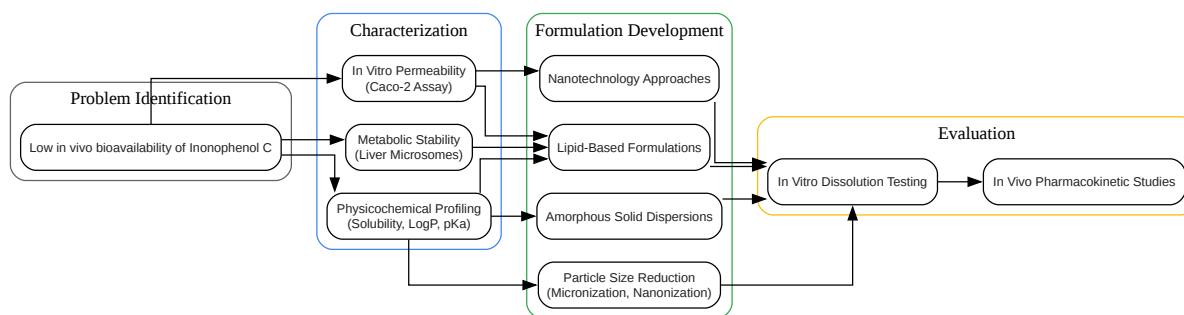 Problem Identification
Low in vivo bioavailability of Inonophenol C
Characterization
In Vitro Permeability
(Caco-2 Assay)
Metabolic Stability
(Liver Microsomes)
Physicochemical Profiling
(Solubility, LogP, pKa)
Formulation Development
Nanotechnology Approaches
Lipid-Based Formulations
Amorphous Solid Dispersions
Particle Size Reduction
(Micronization, Nanonization)
Evaluation
In Vitro Dissolution Testing
In Vivo Pharmacokinetic Studies